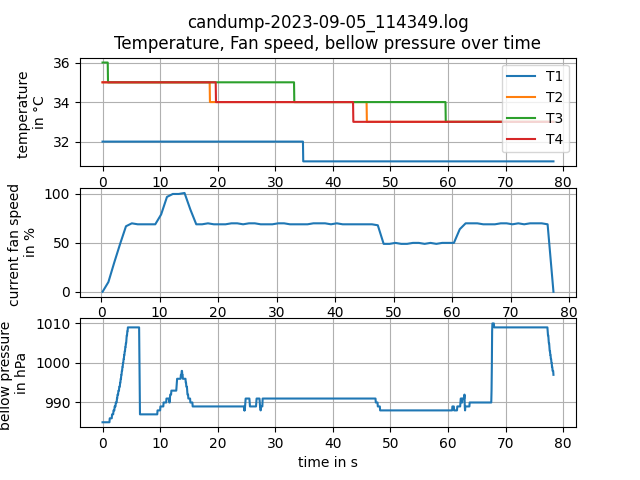 candump-2023-09-05_114349.log
Temperature, Fan speed, bellow pressure over time
temperature
in °C
36
34
32
T1
T2
T3
T4
0 10 20 30 40 50 60 70 80
current fan speed
in %
100
50
0
0 10 20 30 40 50 60 70 80
bellow pressure
in hPa
1010
1000
990
0 10 20 30 40 50 60 70 80
time in s